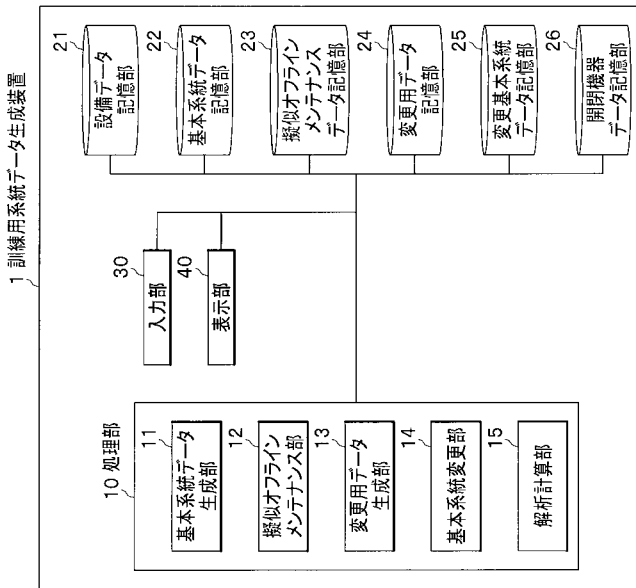 1 訓練用系統データ生成装置
10 処理部
11
基本系統データ
生成部
12
擬似オフライン
メンテナンス部
13
変更用データ
生成部
14
基本系統変更部
15
解析計算部
30
入力部
40
表示部
21
設備データ
記憶部
22
基本系統データ
記憶部
23
擬似オフライン
メンテナンス
データ記憶部
24
変更用データ
記憶部
25
変更基本系統
データ記憶部
26
開閉機器
データ記憶部